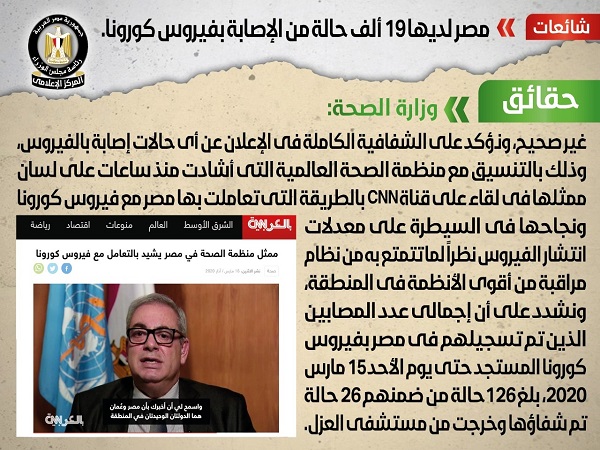 شائعات
مصر لديها 19 ألف حالة من الإصابة بفيروس كورونا.
جمهورية مصر العربية
رئاسة مجلس الوزراء
المركز الإعلامى
حقائق
وزارة الصحة:
غير صحيح، ونؤكد على الشفافية الكاملة فى الإعلان عن أى حالات إصابة بالفيروس،
وذلك بالتنسيق مع منظمة الصحة العالمية التى أشادت منذ ساعات على لسان
ممثلها فى لقاء على قناة CNN بالطريقة التى تعاملت بها مصر مع فيروس كورونا
ونجاحها فى السيطرة على معدلات
انتشار الفيروس نظراً لما تتمتع به من نظام
مراقبة من أقوى الأنظمة فى المنطقة،
ونشدد على أن إجمالى عدد المصابين
الذين تم تسجيلهم فى مصر بفيروس
كورونا المستجد حتى يوم الأحد 15 مارس
2020، بلغ 126 حالة من ضمنهم 26 حالة
تم شفاؤها وخرجت من مستشفى العزل.
CNN بالعربية
الشرق الأوسط العالم منوعات اقتصاد رياضة
ممثل منظمة الصحة في مصر يشيد بالتعامل مع فيروس كورونا
واسمح لي أن أخبرك بأن مصر وعُمان
هما الدولتان الوحيدتان في المنطقة
CNN بالعربية